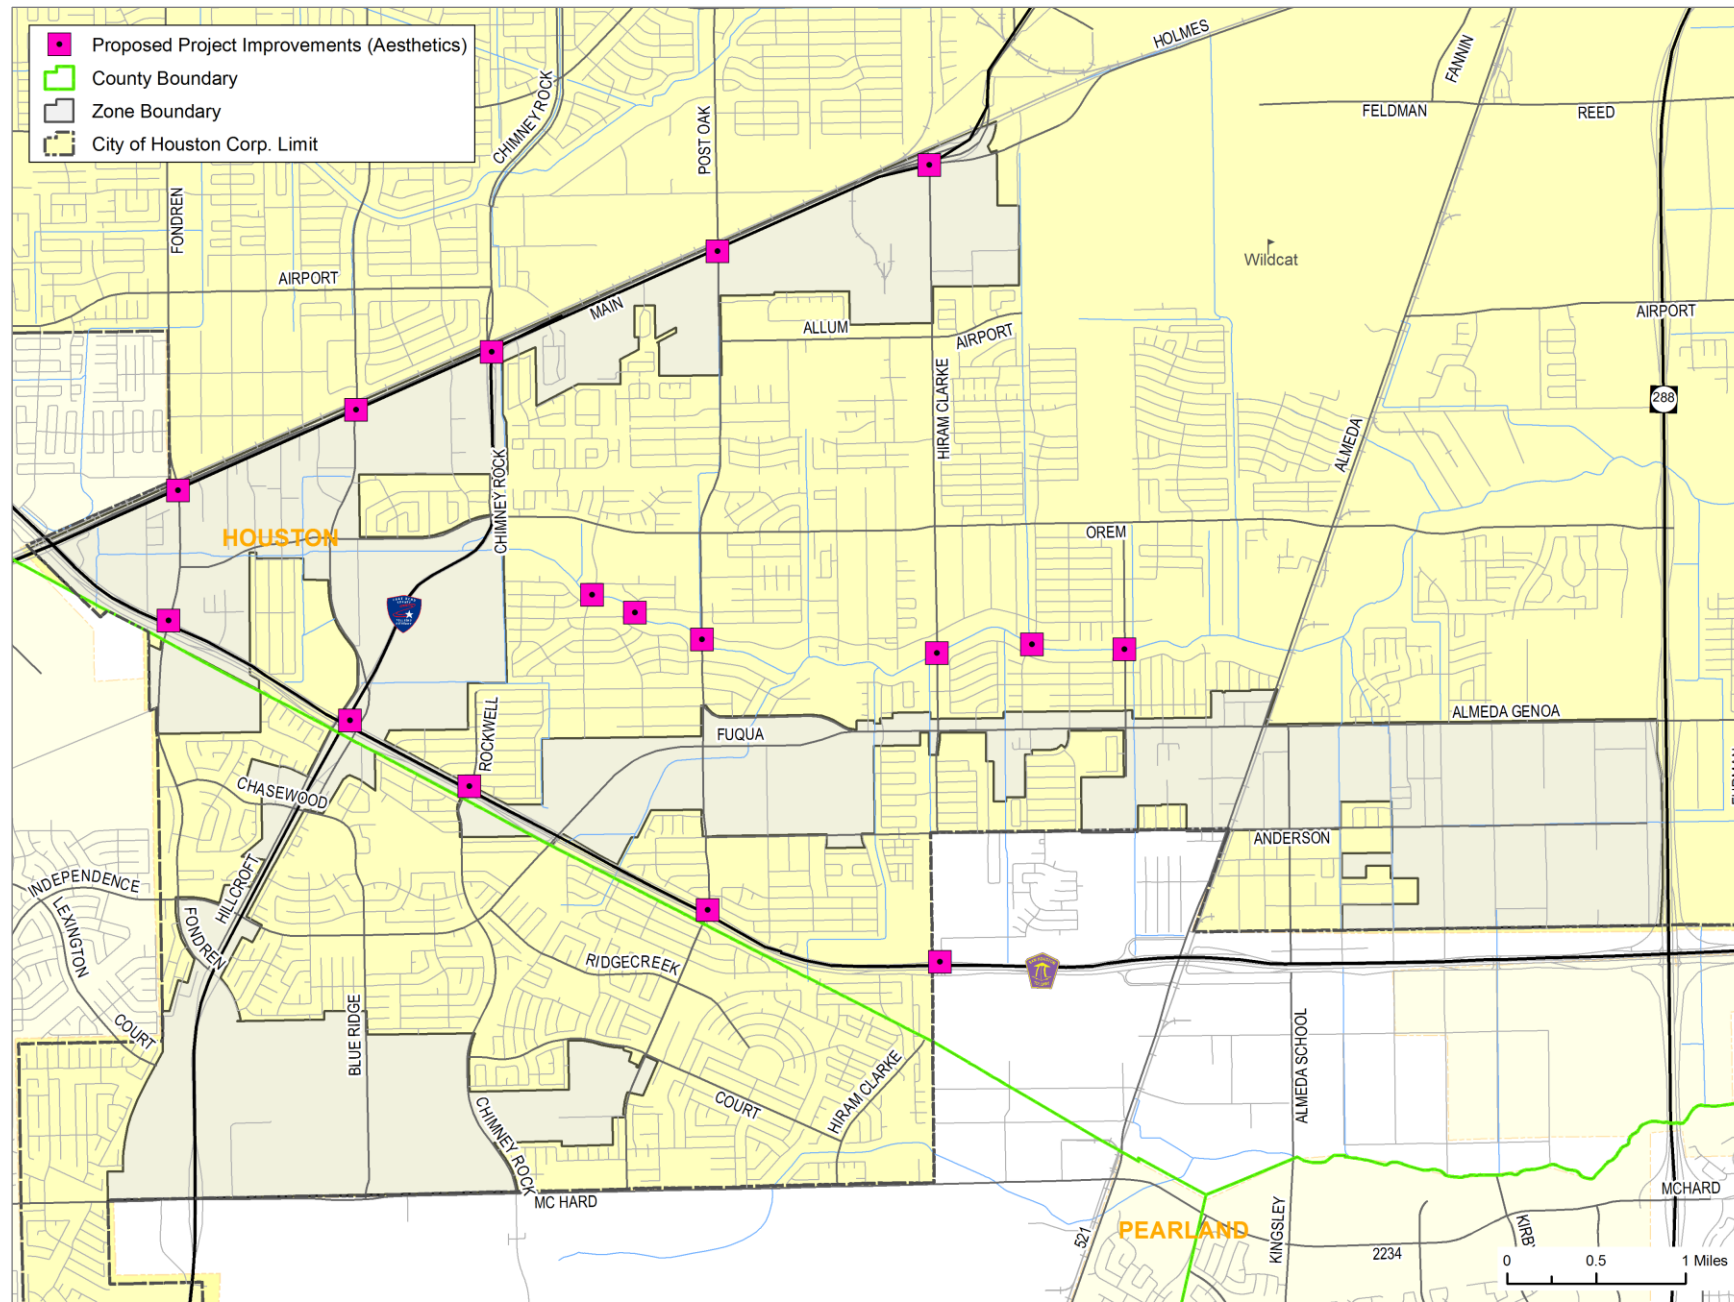 Proposed Project Improvements (Aesthetics)
County Boundary
Zone Boundary
City of Houston Corp. Limit
HOLMES
FANNIN
FELDMAN
REED
CHIMNEYROCK
POST OAK
FONDREN
AIRPORT
Wildcat
MAIN
ALLUM
AIRPORT
AIRPORT
HIRAM CLARKE
288
ALMEDA
CHIMNEY ROCK
HOUSTON
OREM
ROCKWELL
FUQUA
ALMEDA GENOA
CHASEWOOD
ANDERSON
INDEPENDENCE
LEXINGTON
HILLCROFT
FONDREN
RIDGECREEK
COURT
BLUE RIDGE
ALMEDA SCHOOL
CHIMNEY ROCK
COURT
HIRAM CLARKE
MC HARD
MCHARD
PEARLAND
521
KINGSLEY
2234
0 0.5 1 Miles